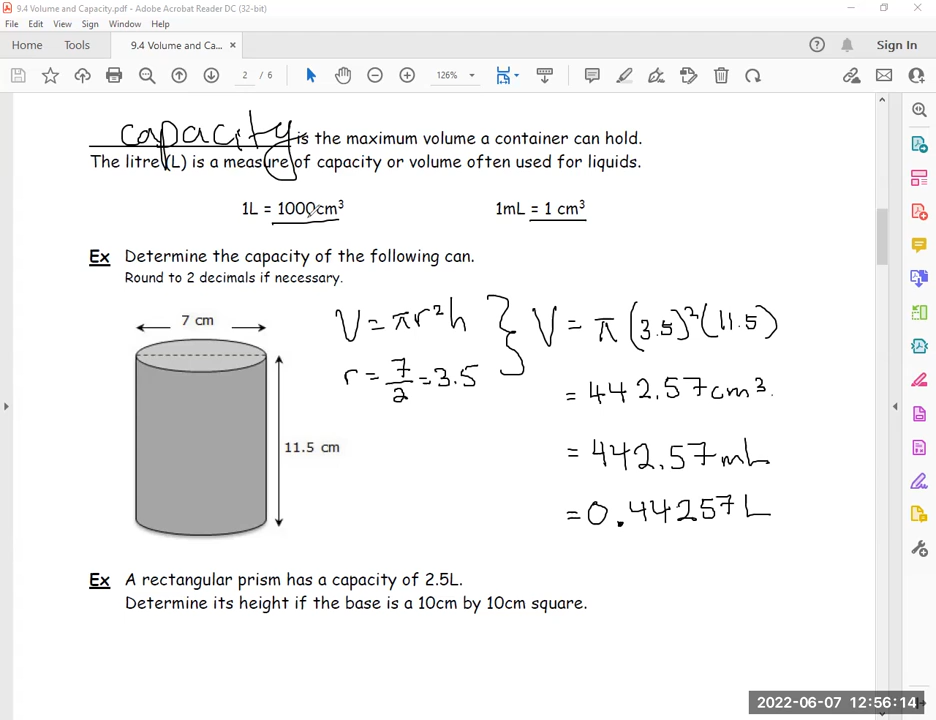 9.4 Volume and Capacity.pdf - Adobe Acrobat Reader DC (32-bit)
File Edit View Sign Window Help
Home Tools 9.4 Volume and Ca... × Sign In
2 / 6 126%
capacity is the maximum volume a container can hold.
The litre (L) is a measure of capacity or volume often used for liquids.
1L = 1000cm³ 1mL = 1 cm³
Ex Determine the capacity of the following can.
Round to 2 decimals if necessary.
7 cm
11.5 cm
V = πr²h
r = 7/2 = 3.5
V = π(3.5)²(11.5)
= 442.57cm³
= 442.57mL
= 0.44257L
Ex A rectangular prism has a capacity of 2.5L.
Determine its height if the base is a 10cm by 10cm square.
2022-06-07 12:56:14